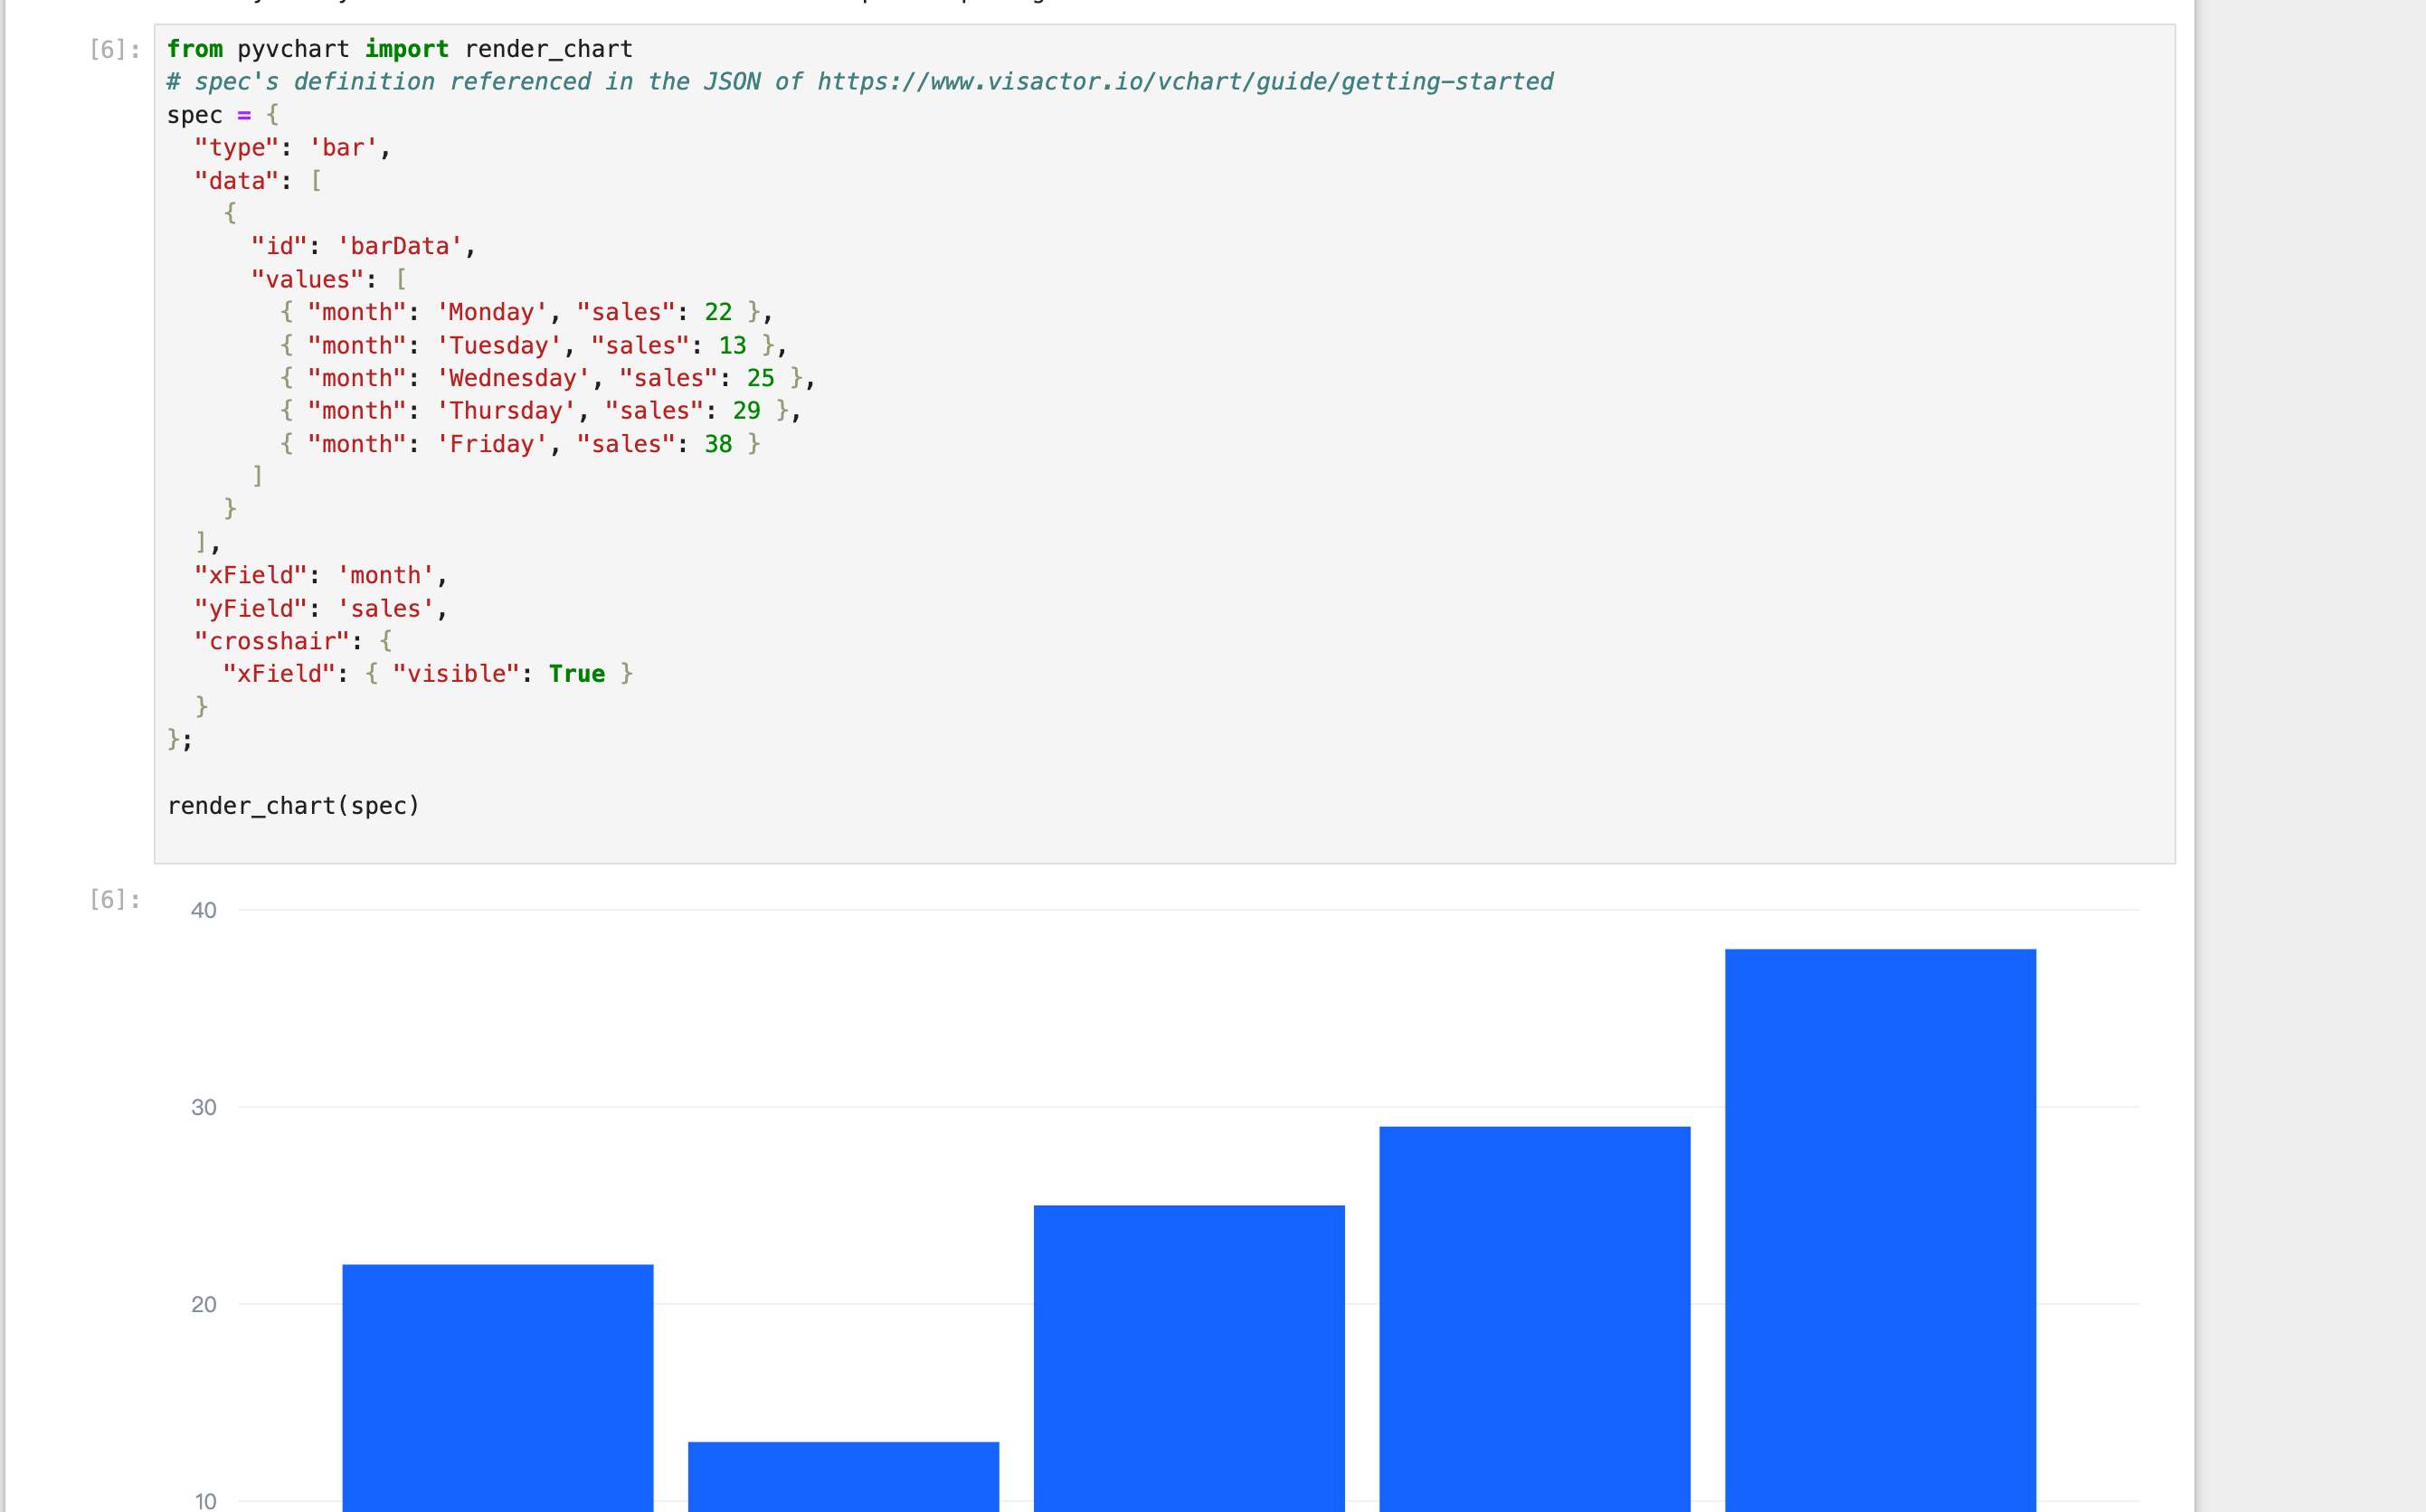 [6]: from pyvchart import render_chart
# spec's definition referenced in the JSON of https://www.visactor.io/vchart/guide/getting-started
spec = {
  "type": 'bar',
  "data": [
    {
      "id": 'barData',
      "values": [
        { "month": 'Monday', "sales": 22 },
        { "month": 'Tuesday', "sales": 13 },
        { "month": 'Wednesday', "sales": 25 },
        { "month": 'Thursday', "sales": 29 },
        { "month": 'Friday', "sales": 38 }
      ]
    }
  ],
  "xField": 'month',
  "yField": 'sales',
  "crosshair": {
    "xField": { "visible": True }
  }
};
render_chart(spec)
[6]:
40
30
20
10